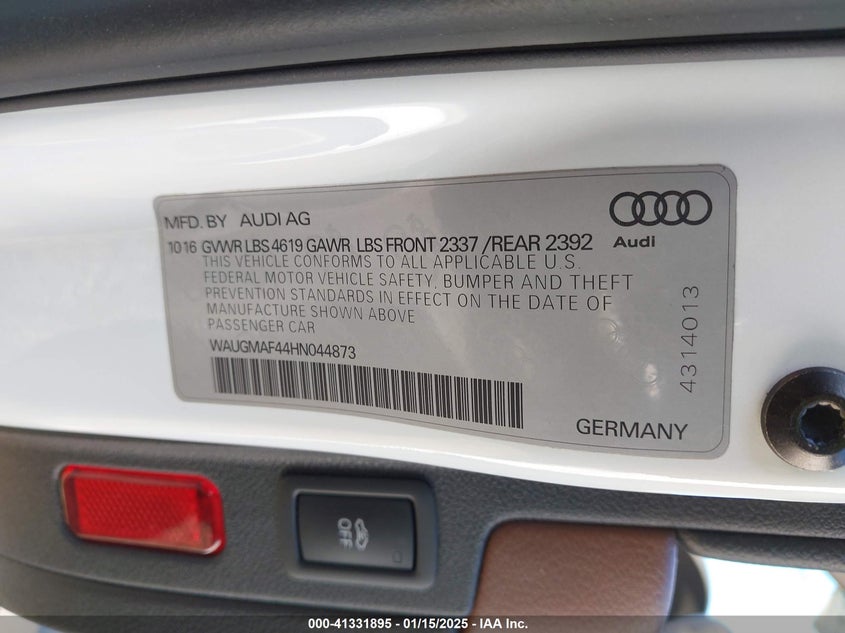 MFD. BY AUDI AG
10 16 GVWR LBS 4619 GAWR LBS FRONT 2337 /REAR 2392
Audi
THIS VEHICLE CONFORMS TO ALL APPLICABLE U.S.
FEDERAL MOTOR VEHICLE SAFETY, BUMPER AND THEFT
PREVENTION STANDARDS IN EFFECT ON THE DATE OF
MANUFACTURE SHOWN ABOVE
PASSENGER CAR
WAUGMAF44HN044873
4314013
GERMANY
OFF
000-41331895 - 01/15/2025 - IAA Inc.